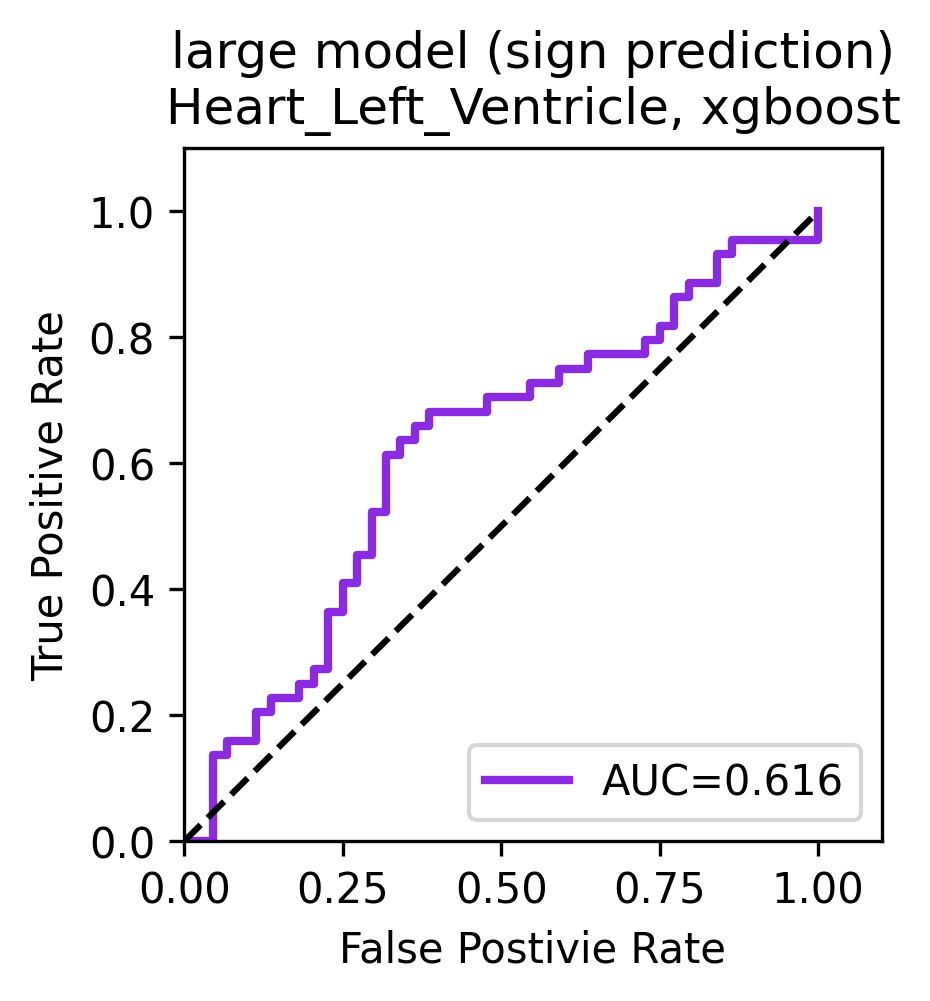 large model (sign prediction)
Heart_Left_Ventricle, xgboost
True Positive Rate
1.0
0.8
0.6
0.4
0.2
0.0
AUC=0.616
0.00 0.25 0.50 0.75 1.00
False Postivie Rate